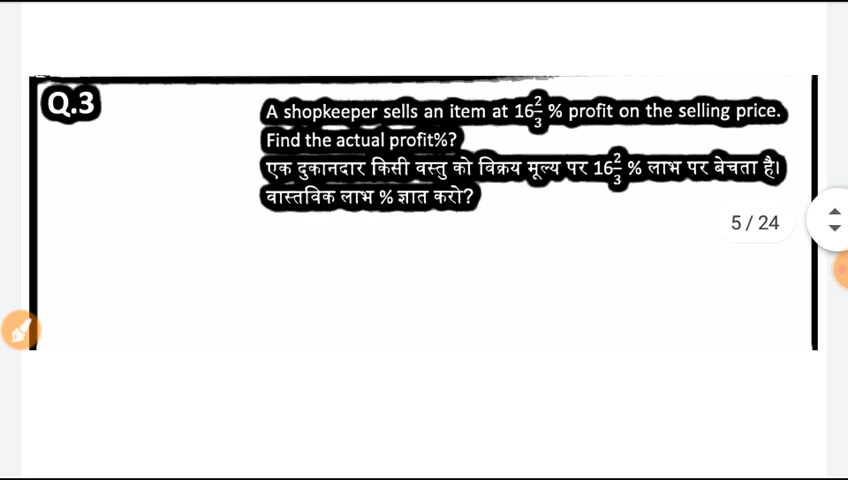 Q.3
A shopkeeper sells an item at 16 2/3 % profit on the selling price.
Find the actual profit%?
एक दुकानदार किसी वस्तु को विक्रय मूल्य पर 16 2/3 % लाभ पर बेचता है।
वास्तविक लाभ % ज्ञात करो?
5 / 24